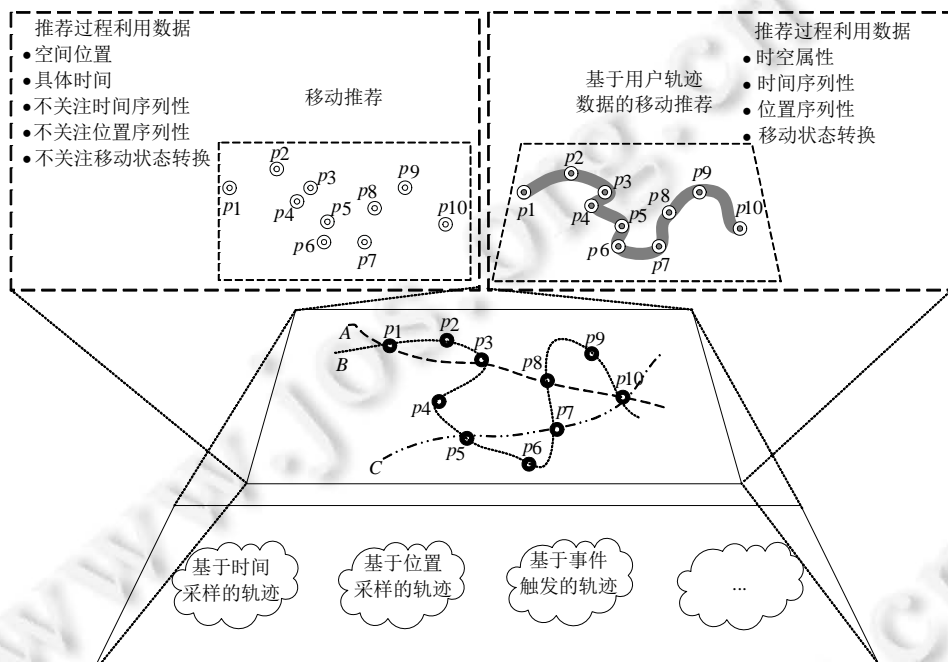 推荐过程利用数据
●空间位置
●具体时间
●不关注时间序列性
●不关注位置序列性
●不关注移动状态转换
移动推荐
p1
p2
p3
p4
p5
p6
p7
p8
p9
p10
推荐过程利用数据
●时空属性
●时间序列性
●位置序列性
●移动状态转换
基于用户轨迹
数据的移动推荐
p1
p2
p3
p4
p5
p6
p7
p8
p9
p10
A
B
C
p1
p2
p3
p4
p5
p6
p7
p8
p9
p10
基于时间
采样的轨迹
基于位置
采样的轨迹
基于事件
触发的轨迹
...